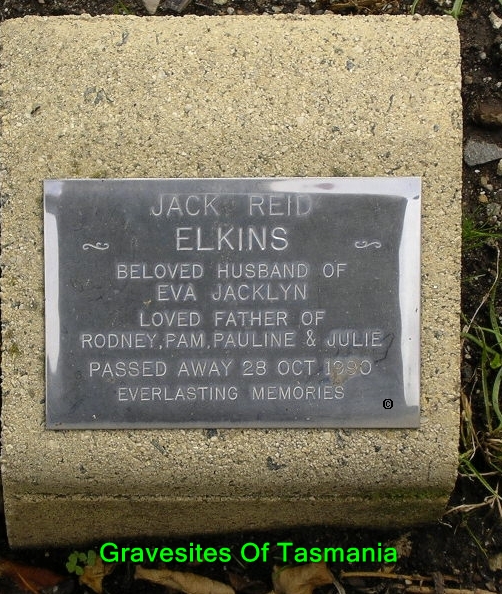 JACK REID
ELKINS
BELOVED HUSBAND OF
EVA JACKLYN
LOVED FATHER OF
RODNEY, PAM, PAULINE & JULIE
PASSED AWAY 28 OCT. 1990
EVERLASTING MEMORIES
©
Gravesites Of Tasmania